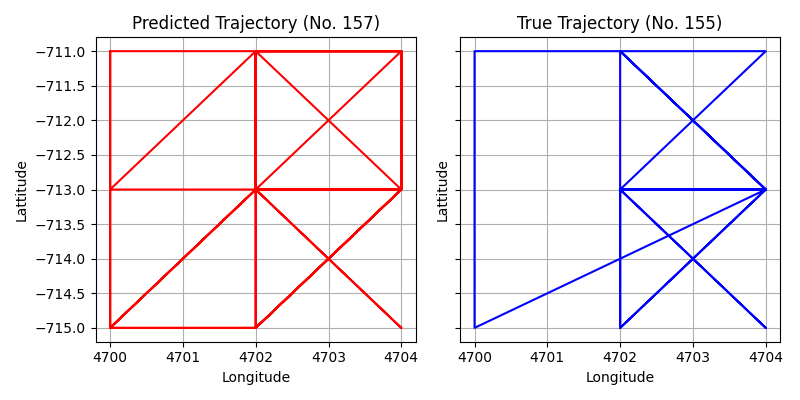 Predicted Trajectory (No. 157)
True Trajectory (No. 155)
−711.0
−711.5
−712.0
−712.5
−713.0
−713.5
−714.0
−714.5
−715.0
Lattitude
Lattitude
4700 4701 4702 4703 4704
4700 4701 4702 4703 4704
Longitude
Longitude